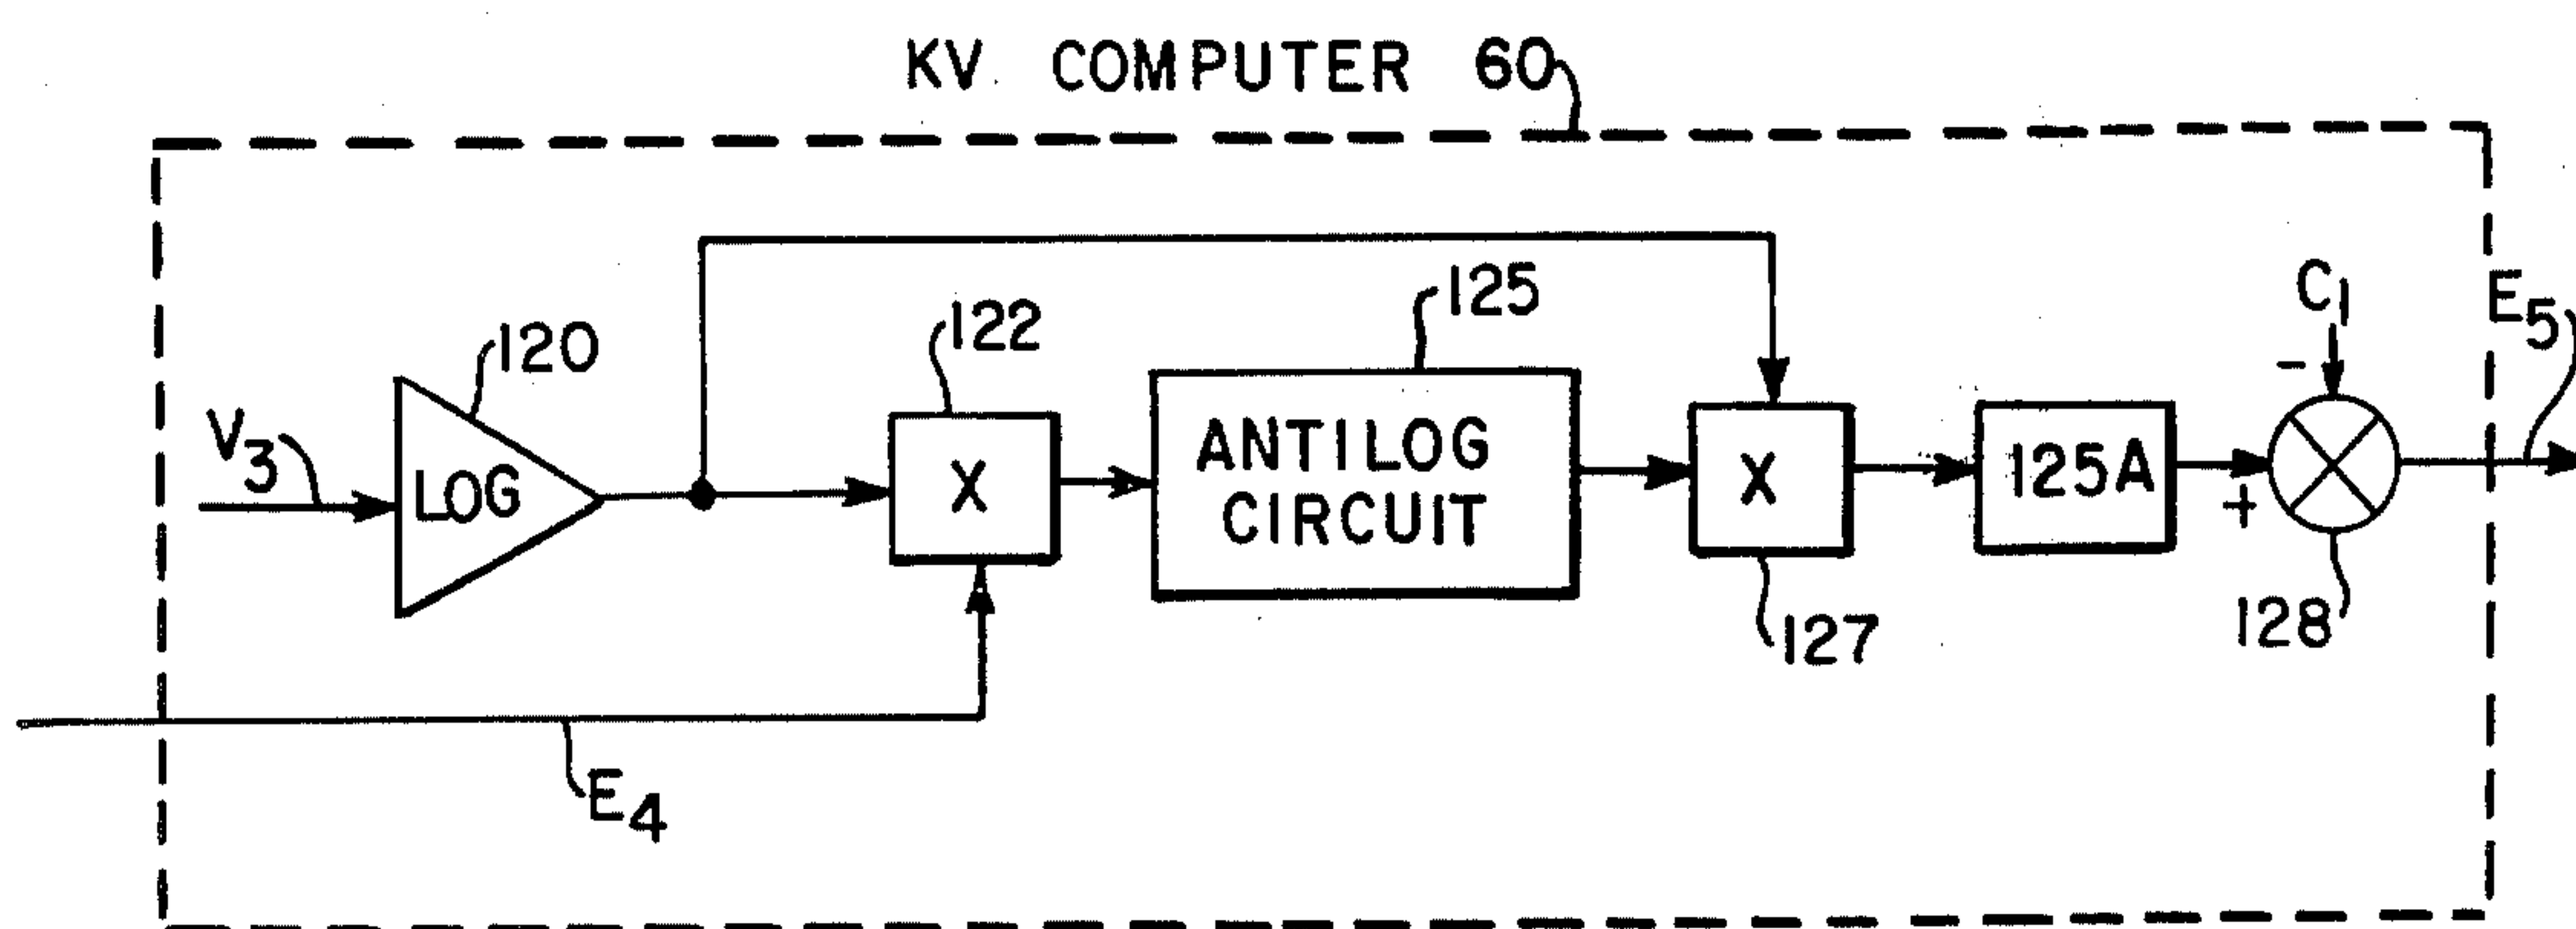 KV COMPUTER 60
V3
LOG
120
122
X
ANTILOG
CIRCUIT
125
X
127
125A
C1
-
+
128
E5
E4